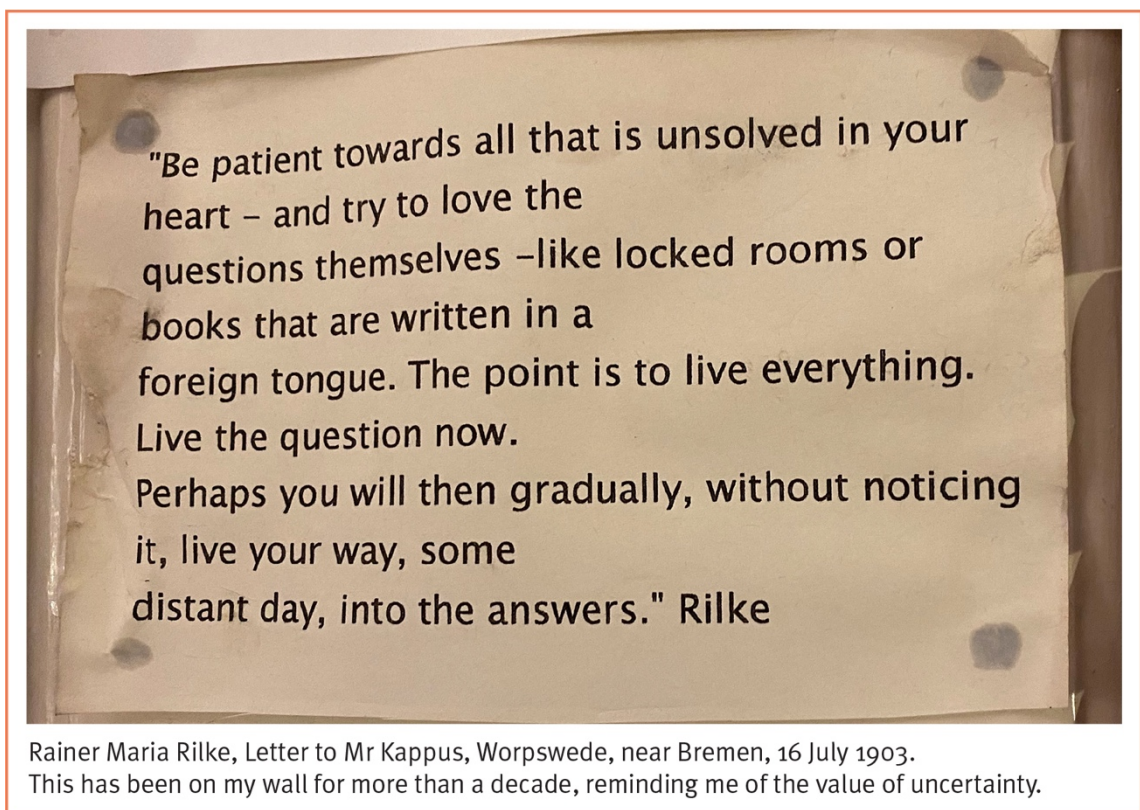 "Be patient towards all that is unsolved in your
heart – and try to love the
questions themselves –like locked rooms or
books that are written in a
foreign tongue. The point is to live everything.
Live the question now.
Perhaps you will then gradually, without noticing
it, live your way, some
distant day, into the answers." Rilke
Rainer Maria Rilke, Letter to Mr Kappus, Worpswede, near Bremen, 16 July 1903.
This has been on my wall for more than a decade, reminding me of the value of uncertainty.